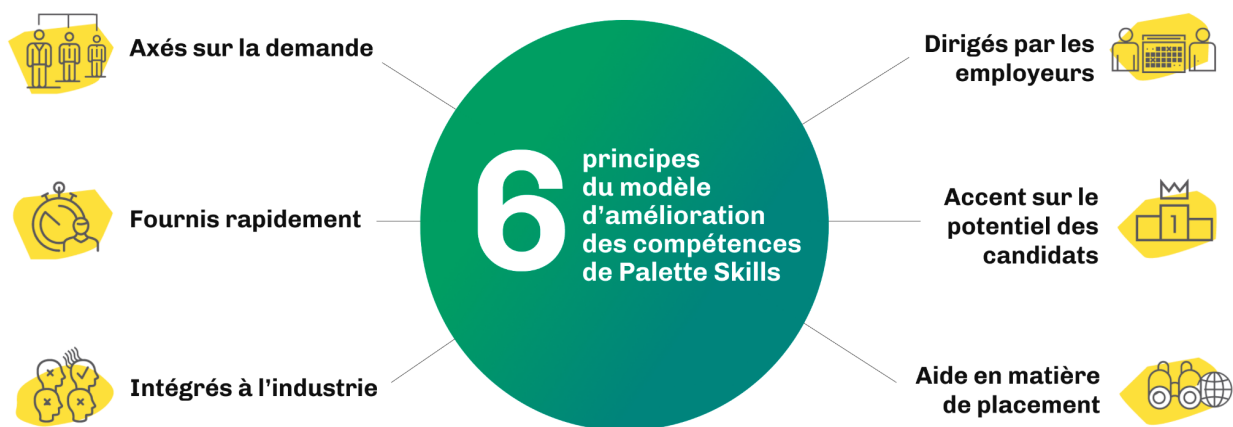 Axés sur la demande
Fournis rapidement
Intégrés à l’industrie
6
principes
du modèle
d’amélioration
des compétences
de Palette Skills
Dirigés par les
employeurs
Accent sur le
potentiel des
candidats
1
Aide en matière
de placement